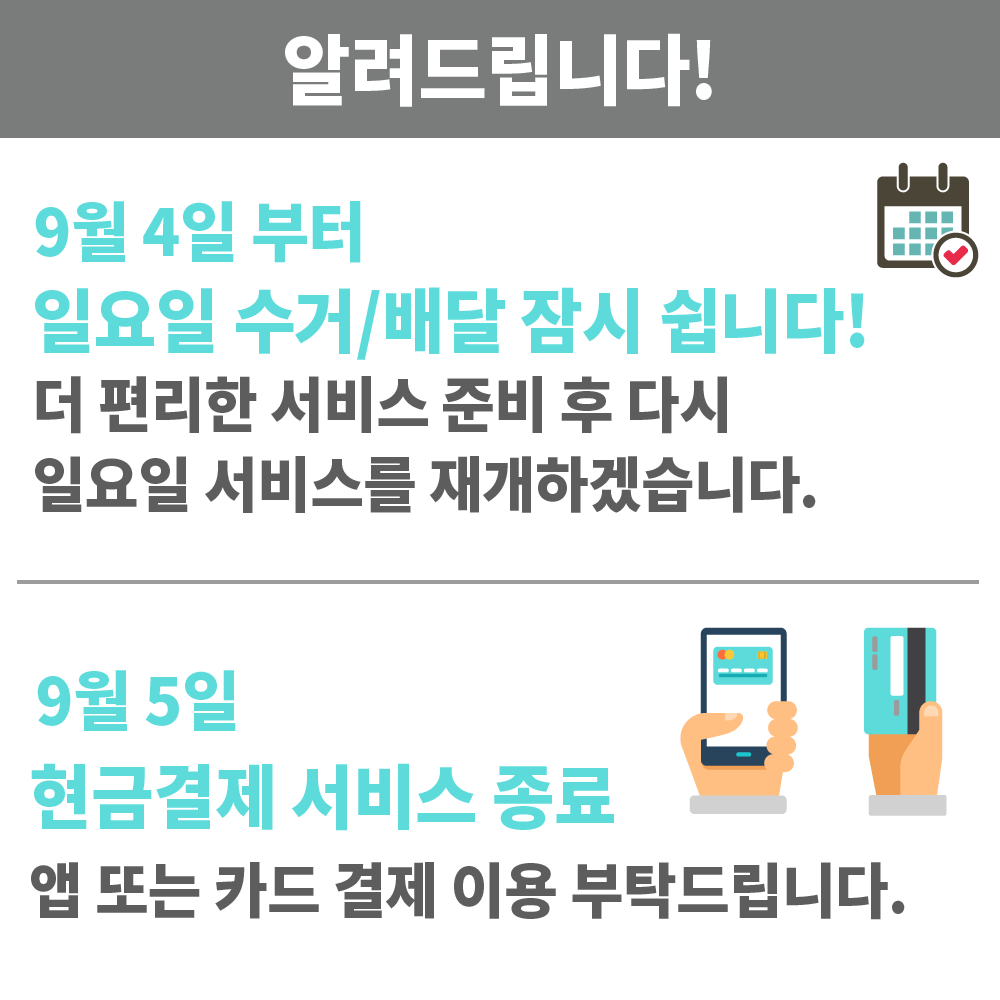 알려드립니다!
9월 4일 부터
일요일 수거/배달 잠시 쉽니다!
더 편리한 서비스 준비 후 다시
일요일 서비스를 재개하겠습니다.
9월 5일
현금결제 서비스 종료
앱 또는 카드 결제 이용 부탁드립니다.